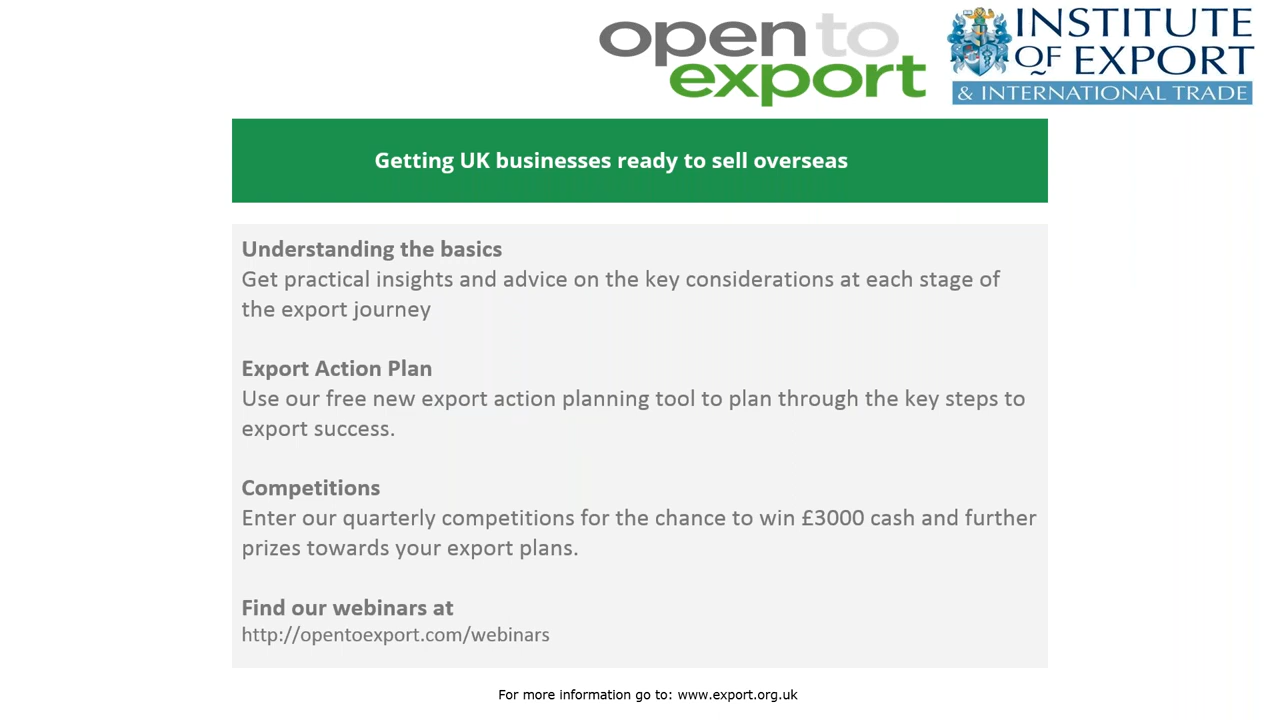 open to
export
INSTITUTE
OF EXPORT
& INTERNATIONAL TRADE
Getting UK businesses ready to sell overseas
Understanding the basics
Get practical insights and advice on the key considerations at each stage of
the export journey
Export Action Plan
Use our free new export action planning tool to plan through the key steps to
export success.
Competitions
Enter our quarterly competitions for the chance to win £3000 cash and further
prizes towards your export plans.
Find our webinars at
http://opentoexport.com/webinars
For more information go to: www.export.org.uk